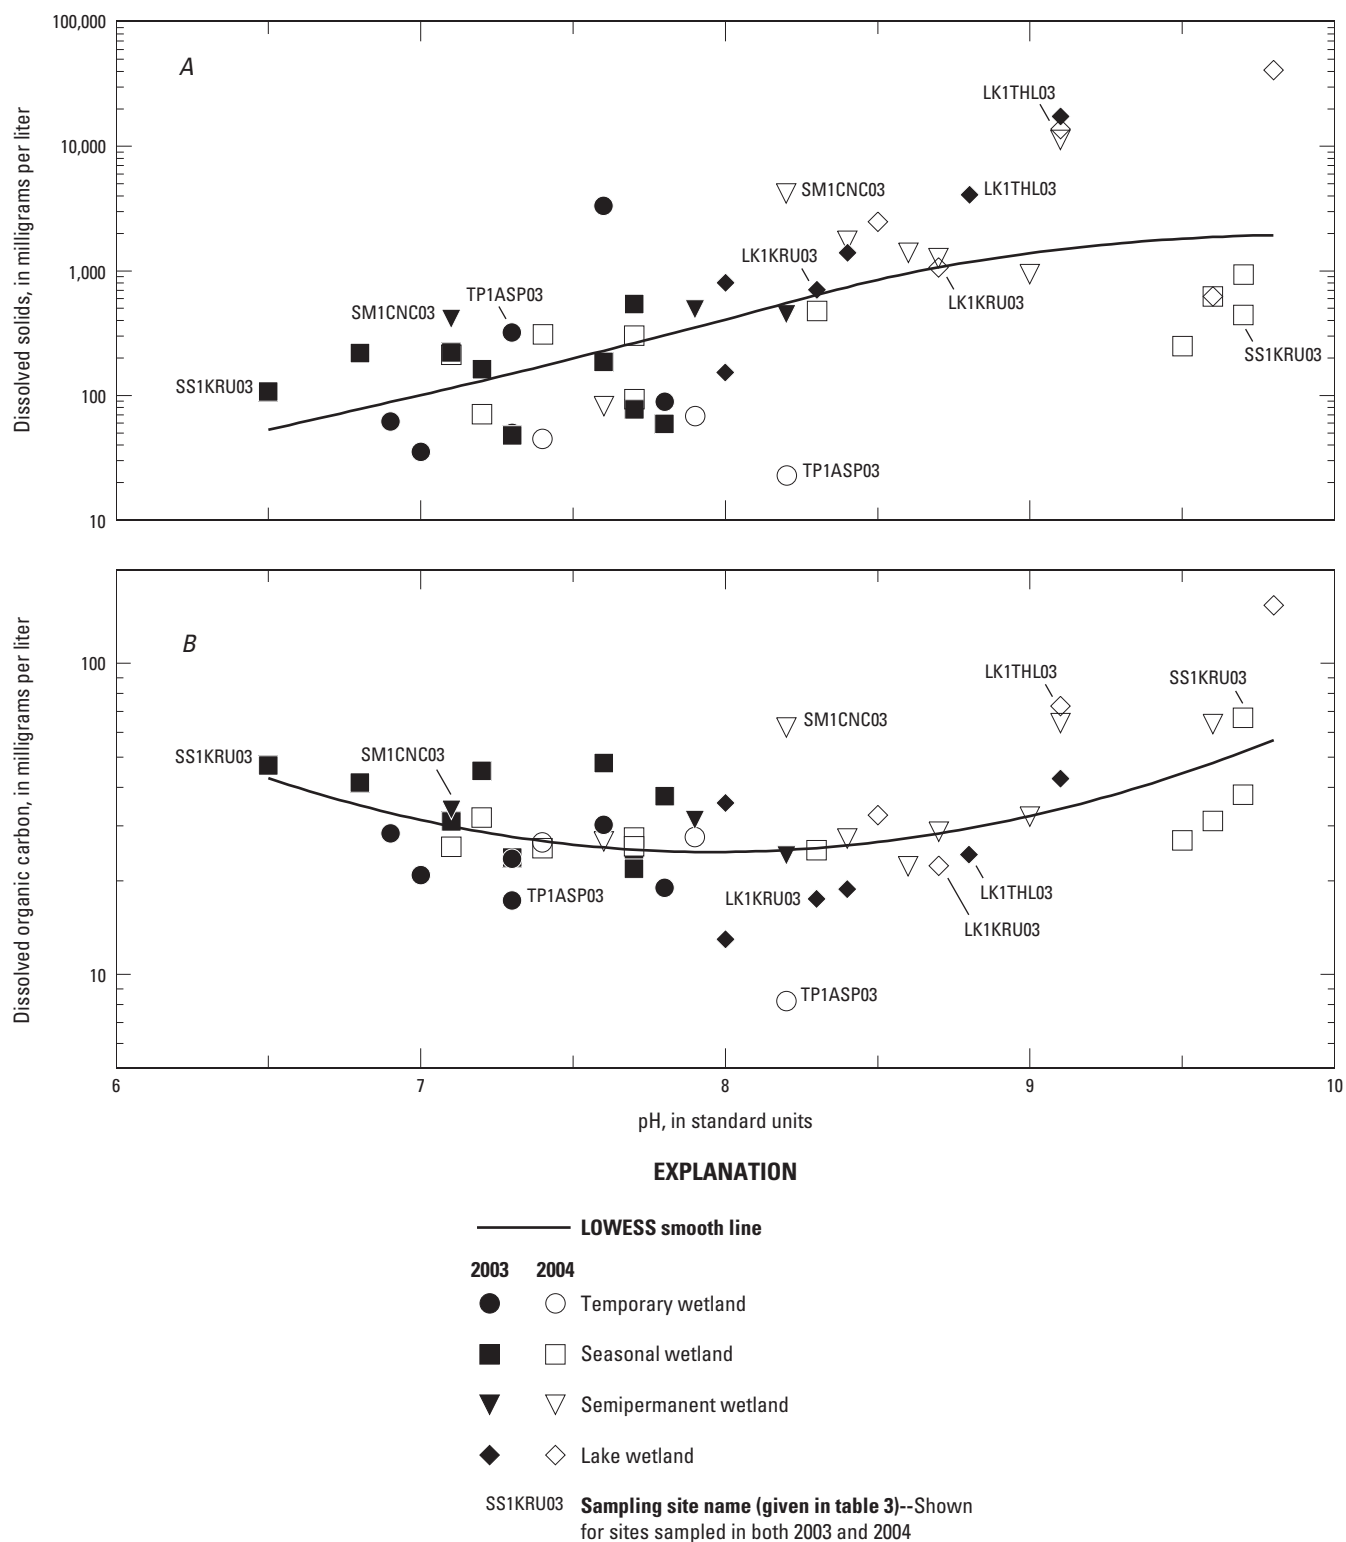 100,000
10,000
1,000
100
10
Dissolved solids, in milligrams per liter
A
LK1THL03
SM1CNC03
LK1THL03
LK1KRU03
TP1ASP03
SM1CNC03
LK1KRU03
SS1KRU03
SS1KRU03
TP1ASP03
100
10
Dissolved organic carbon, in milligrams per liter
B
LK1THL03
SS1KRU03
SM1CNC03
SS1KRU03
SM1CNC03
TP1ASP03
LK1KRU03
LK1THL03
LK1KRU03
TP1ASP03
6 7 8 9 10
pH, in standard units
EXPLANATION
LOWESS smooth line
2003 2004
Temporary wetland
Seasonal wetland
Semipermanent wetland
Lake wetland
SS1KRU03 Sampling site name (given in table 3)--Shown
for sites sampled in both 2003 and 2004